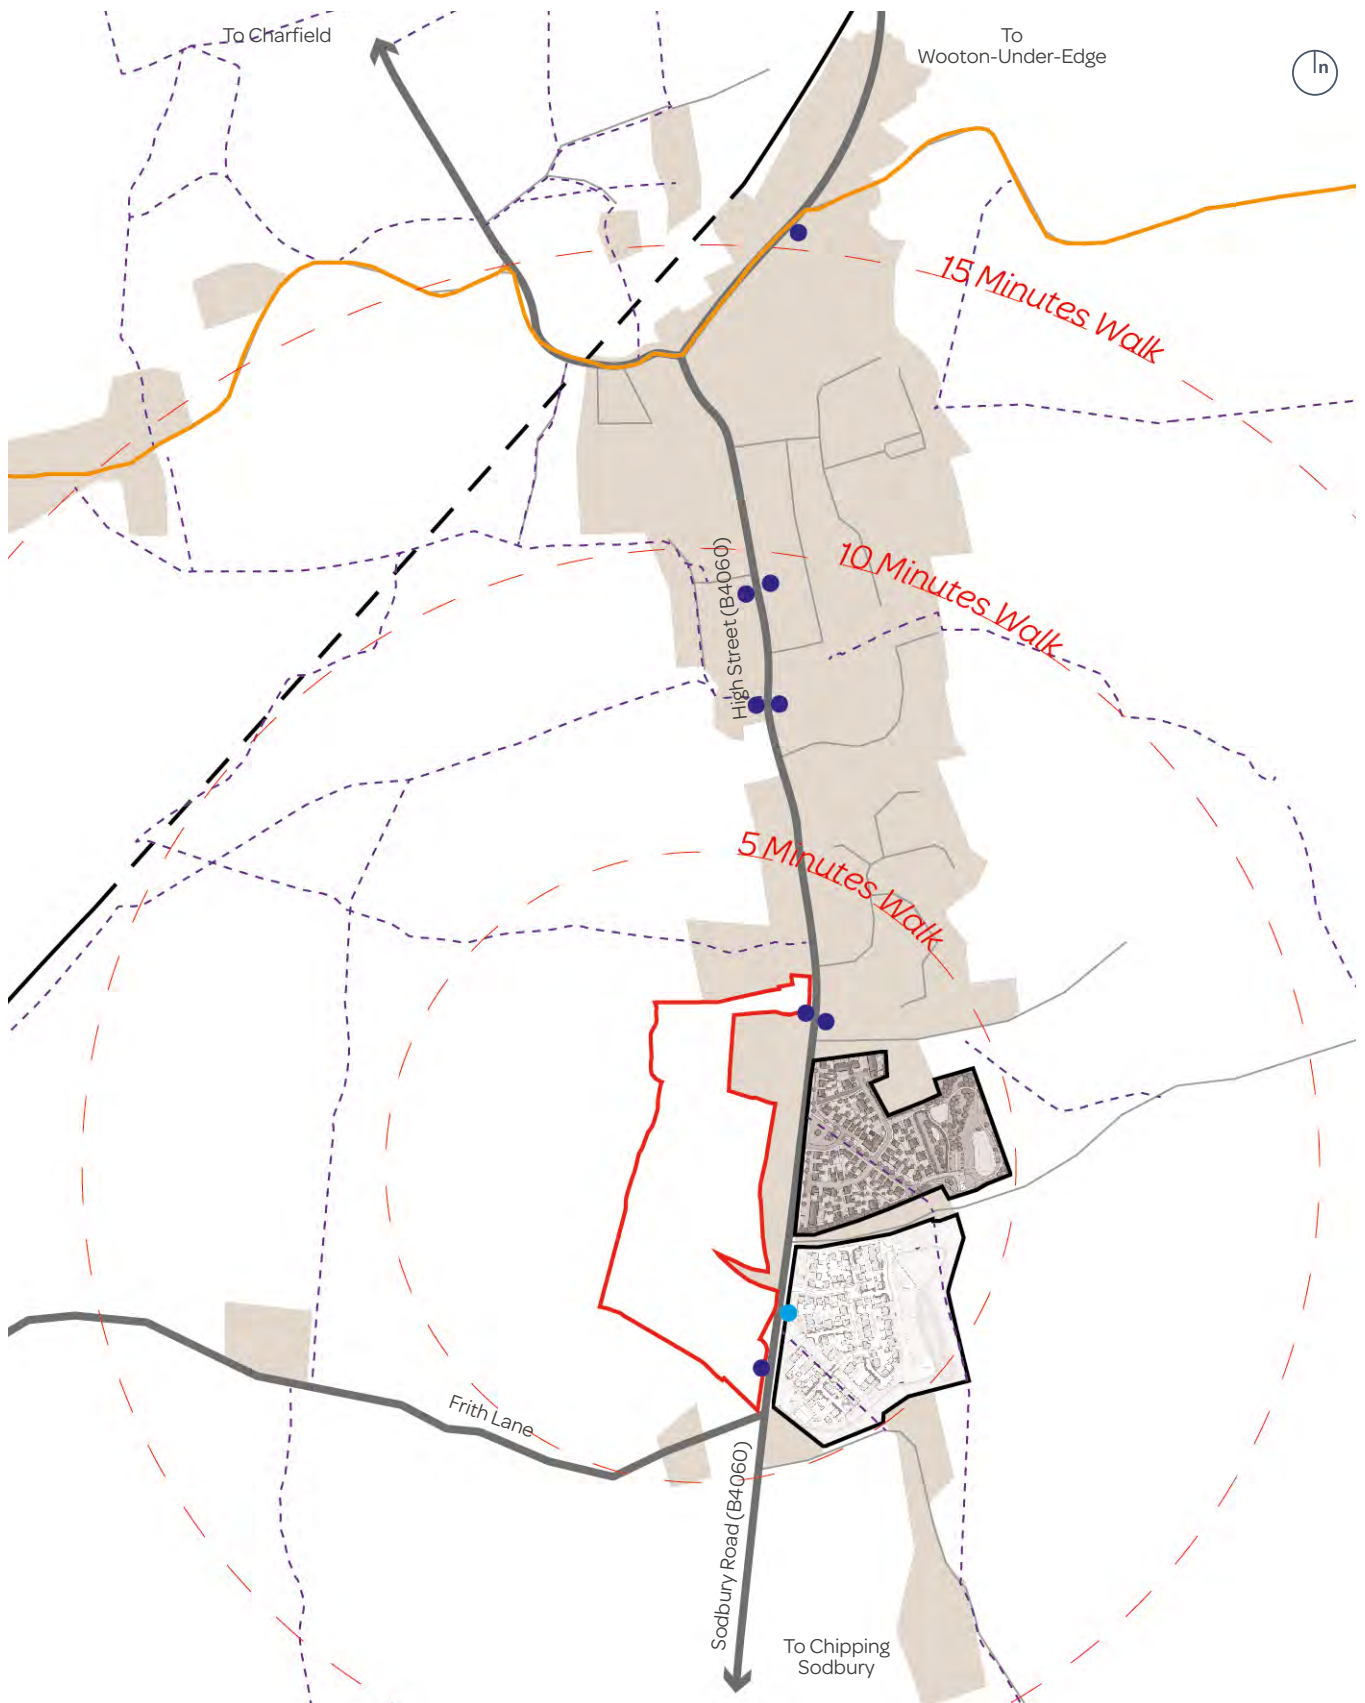 To Charfield
To
Wooton-Under-Edge
n
15 Minutes Walk
10 Minutes Walk
High Street (B4060)
5 Minutes Walk
Frith Lane
Sodbury Road (B4060)
To Chipping
Sodbury